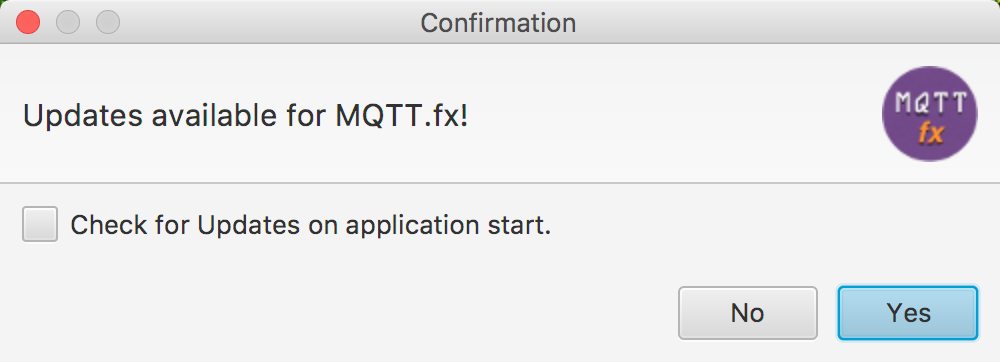 Confirmation
Updates available for MQTT.fx!
MQTT
fx
Check for Updates on application start.
No
Yes